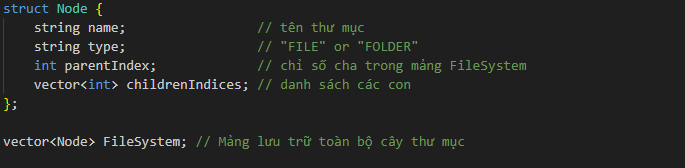 struct Node {
string name; // tên thư mục
string type; // "FILE" or "FOLDER"
int parentIndex; // chỉ số cha trong mảng FileSystem
vector<int> childrenIndices; // danh sách các con
};
vector<Node> FileSystem; // Mảng lưu trữ toàn bộ cây thư mục